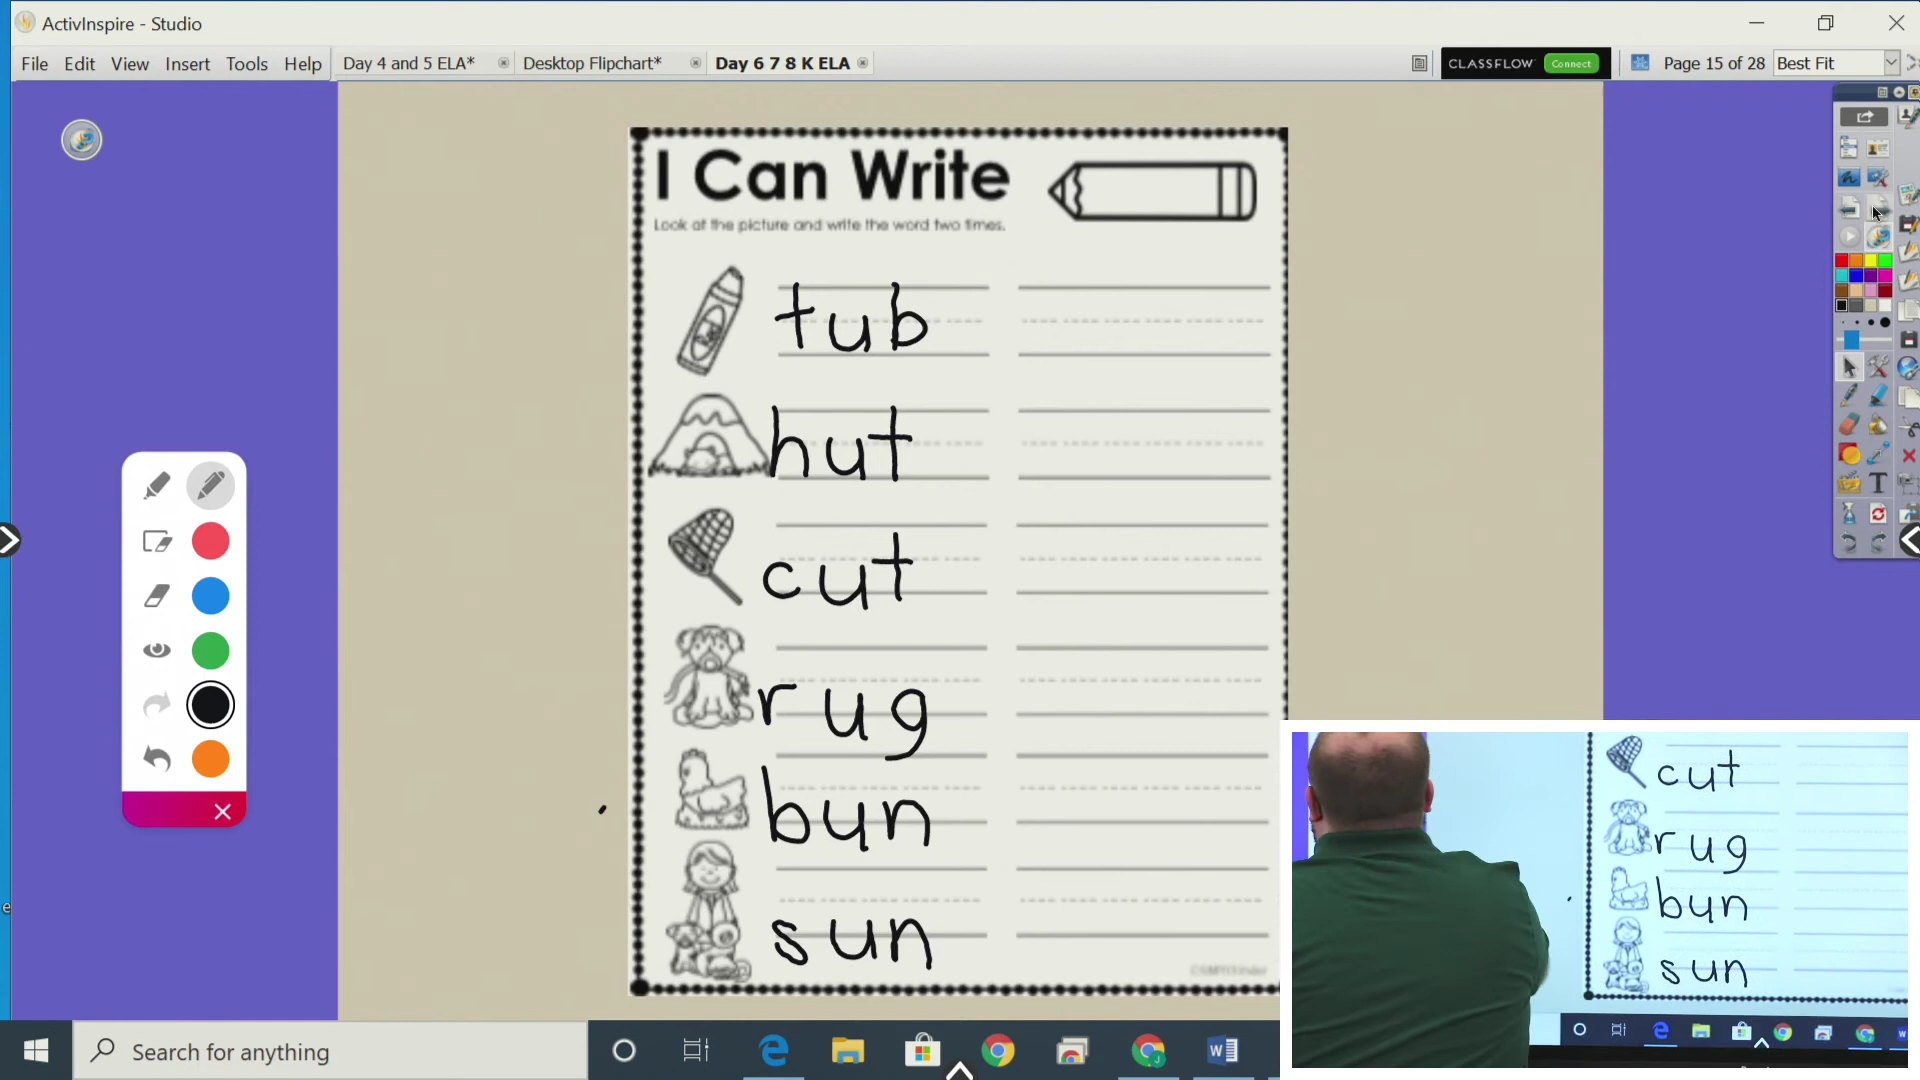 ActivInspire - Studio
File Edit View Insert Tools Help
Day 4 and 5 ELA* Desktop Flipchart* Day 6 7 8 K ELA
CLASSFLOW Connect Page 15 of 28 Best Fit
I Can Write
Look at the picture and write the word two times.
tub
hut
cut
rug
bun
sun
cut
rug
bun
sun
Search for anything